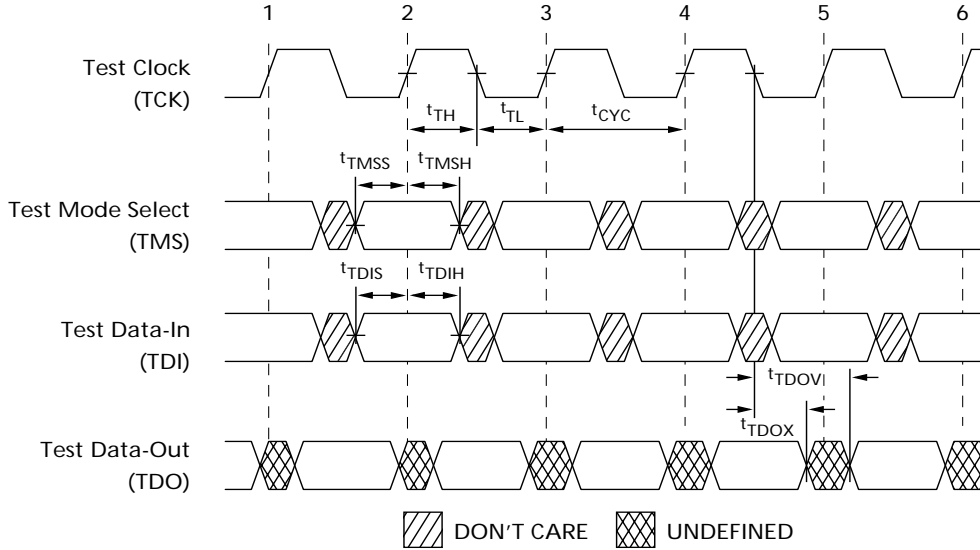 1 2 3 4 5 6
Test Clock
(TCK)
tTH tTL tCYC
tTMSS tTMSH
Test Mode Select
(TMS)
tTDIS tTDIH
Test Data-In
(TDI)
tTDOV
tTDOX
Test Data-Out
(TDO)
DON'T CARE UNDEFINED